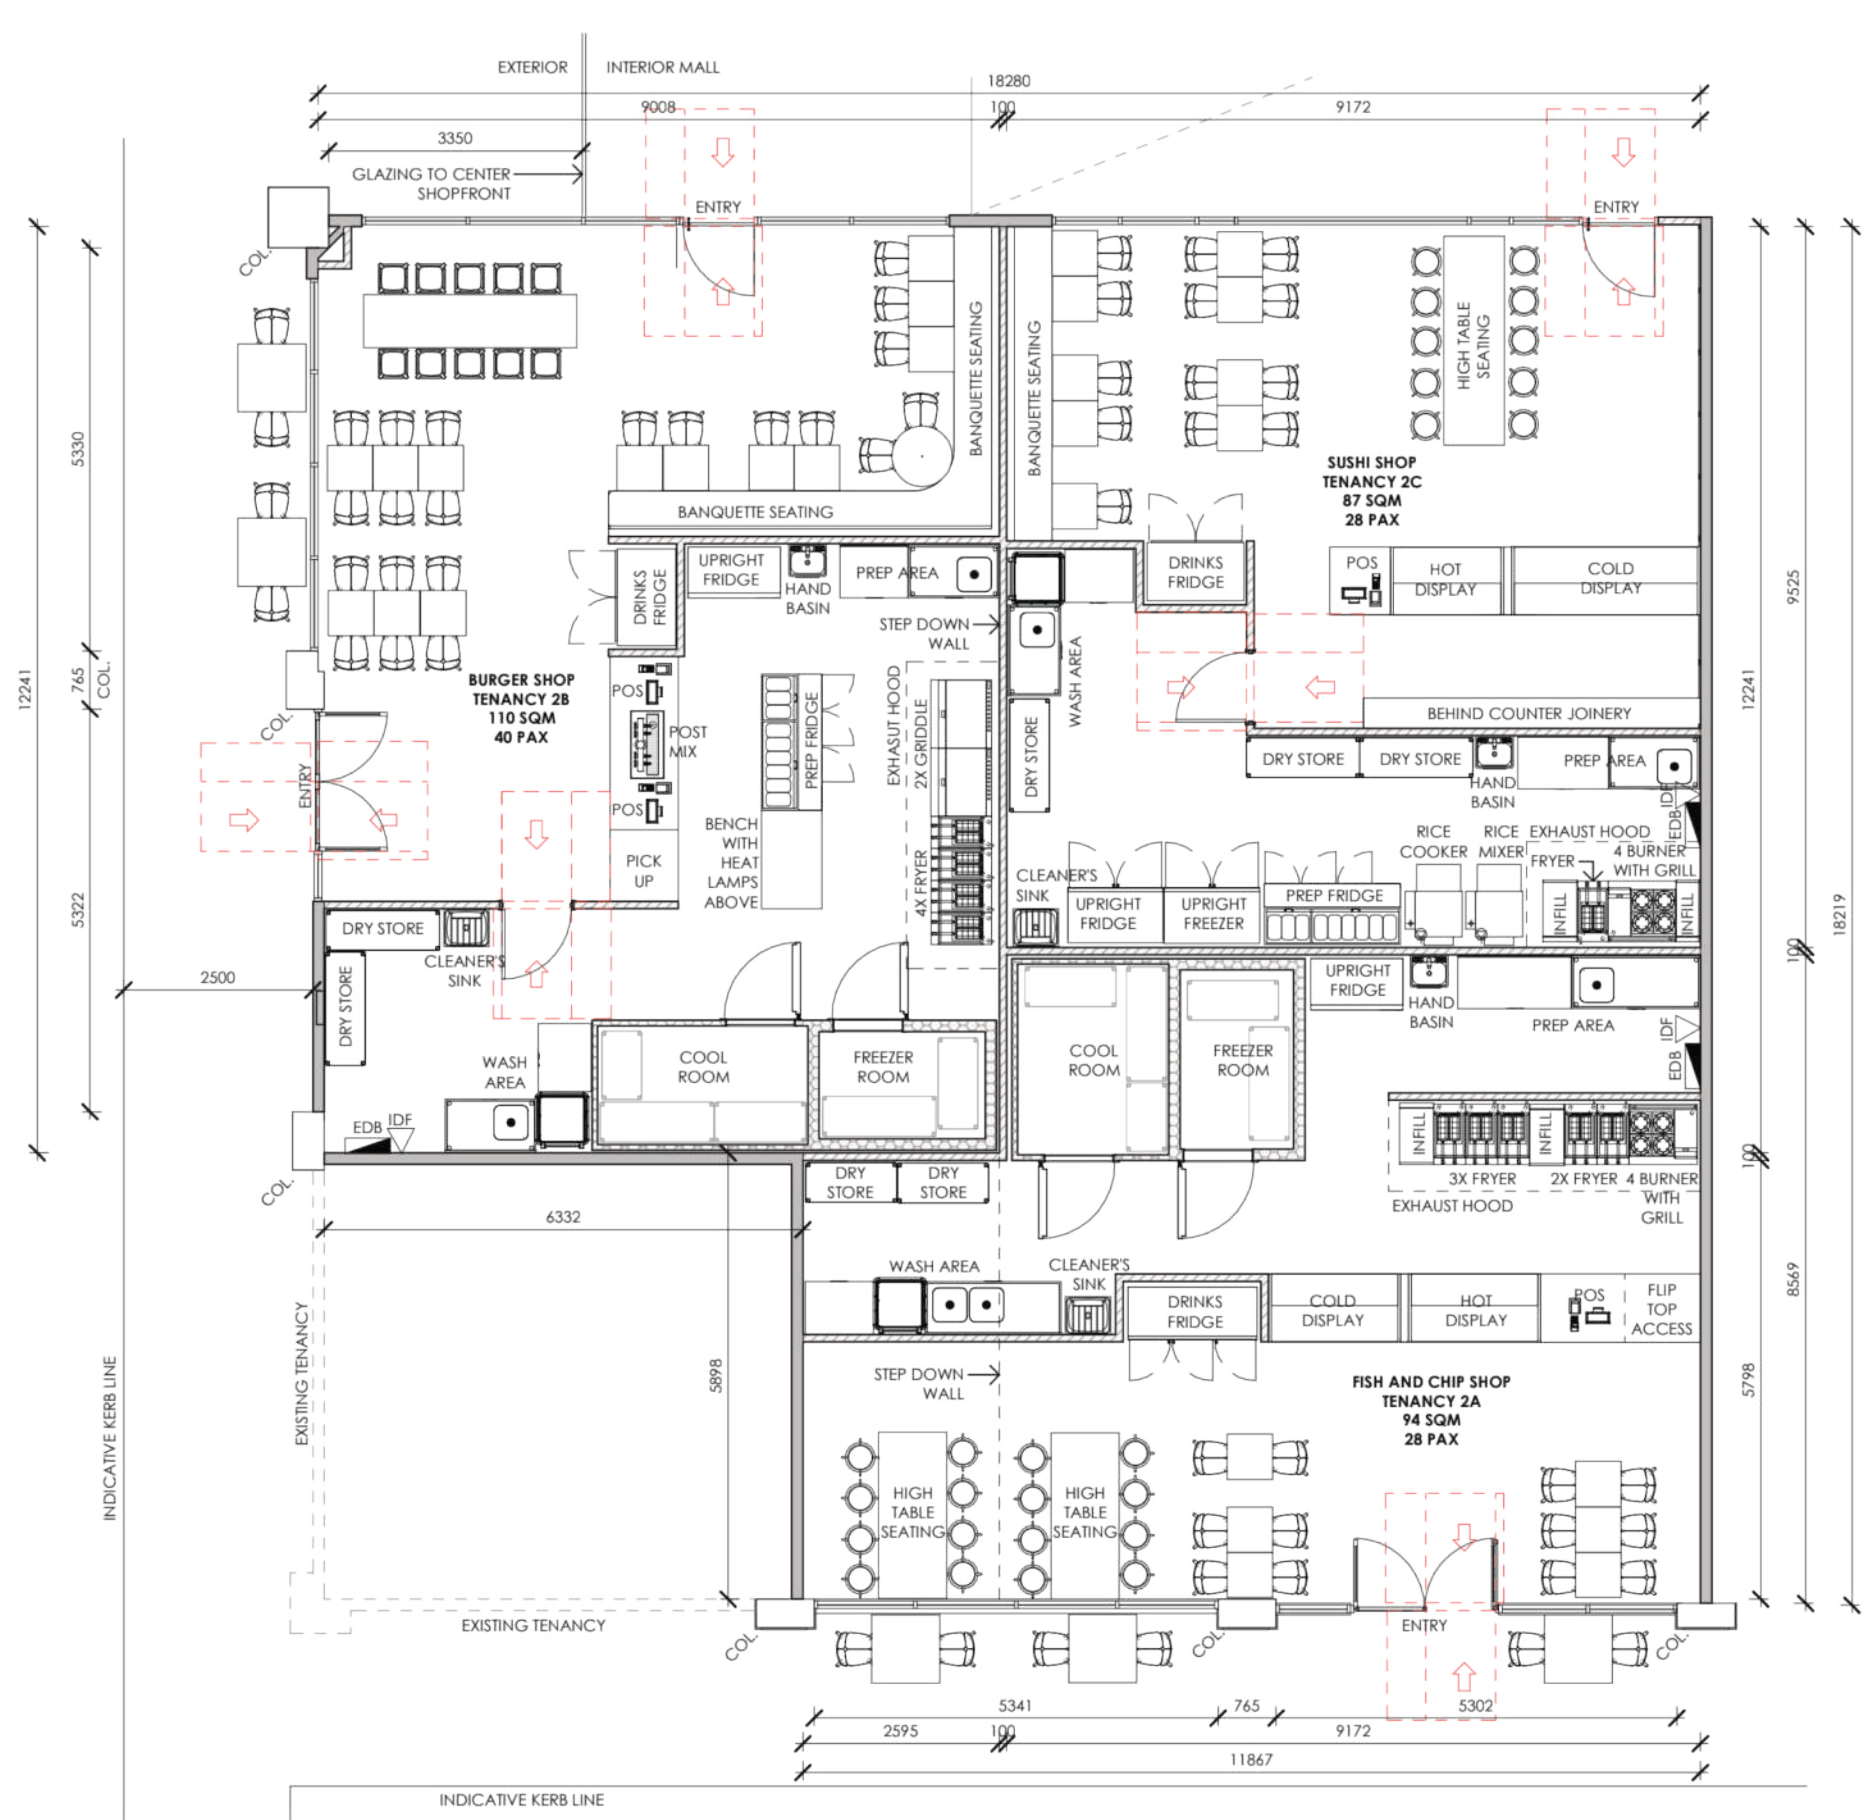 EXTERIOR
INTERIOR MALL
18280
9008
100
9172
3350
GLAZING TO CENTER
SHOPFRONT
ENTRY
ENTRY
COL.
BANQUETTE SEATING
BANQUETTE SEATING
HIGH TABLE
SEATING
BANQUETTE SEATING
SUSHI SHOP
TENANCY 2C
87 SQM
28 PAX
5330
765
COL.
5322
12241
UPRIGHT
FRIDGE
HAND
BASIN
PREP AREA
DRINKS
FRIDGE
STEP DOWN
WALL
DRINKS
FRIDGE
POS
HOT
DISPLAY
COLD
DISPLAY
9525
BURGER SHOP
TENANCY 2B
110 SQM
40 PAX
COL.
ENTRY
POS
POST
MIX
POS
PICK
UP
PREP FRIDGE
BENCH
WITH
HEAT
LAMPS
ABOVE
EXHASUT HOOD
2X GRIDDLE
4X FRYER
WASH AREA
DRY STORE
BEHIND COUNTER JOINERY
12241
DRY STORE
DRY STORE
HAND
BASIN
PREP AREA
IDF
EDB
RICE
COOKER
RICE
MIXER
EXHAUST HOOD
FRYER
4 BURNER
WITH GRILL
CLEANER'S
SINK
UPRIGHT
FRIDGE
UPRIGHT
FREEZER
PREP FRIDGE
INFILL
INFILL
18219
100
DRY STORE
CLEANER'S
SINK
DRY STORE
2500
WASH
AREA
COOL
ROOM
FREEZER
ROOM
EDB
IDF
COL.
COOL
ROOM
FREEZER
ROOM
UPRIGHT
FRIDGE
HAND
BASIN
PREP AREA
IDF
EDB
INFILL
INFILL
3X FRYER
2X FRYER
4 BURNER
WITH
GRILL
EXHAUST HOOD
100
DRY
STORE
DRY
STORE
6332
WASH AREA
CLEANER'S
SINK
DRINKS
FRIDGE
COLD
DISPLAY
HOT
DISPLAY
POS
FLIP
TOP
ACCESS
8569
5898
STEP DOWN
WALL
FISH AND CHIP SHOP
TENANCY 2A
94 SQM
28 PAX
5798
EXISTING TENANCY
INDICATIVE KERB LINE
HIGH
TABLE
SEATING
HIGH
TABLE
SEATING
EXISTING TENANCY
COL.
COL.
ENTRY
COL.
5341
765
5302
2595
100
9172
11867
INDICATIVE KERB LINE